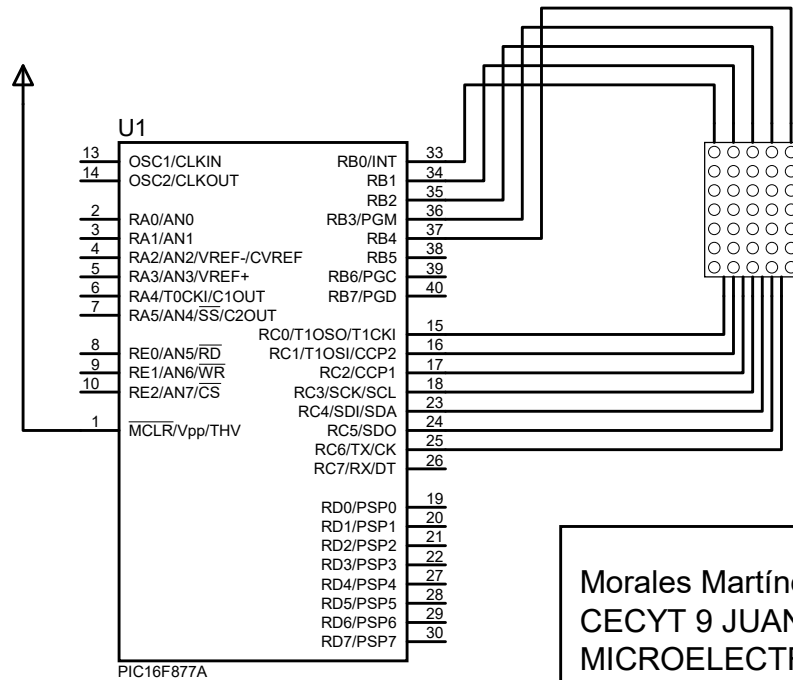 U1
13 OSC1/CLKIN RB0/INT 33
14 OSC2/CLKOUT RB1 34
RB2 35
2 RA0/AN0 RB3/PGM 36
3 RA1/AN1 RB4 37
4 RA2/AN2/VREF-/CVREF RB5 38
5 RA3/AN3/VREF+ RB6/PGC 39
6 RA4/T0CKI/C1OUT RB7/PGD 40
7 RA5/AN4/SS/C2OUT
RC0/T1OSO/T1CKI 15
8 RE0/AN5/RD RC1/T1OSI/CCP2 16
9 RE1/AN6/WR RC2/CCP1 17
10 RE2/AN7/CS RC3/SCK/SCL 18
RC4/SDI/SDA 23
1 MCLR/Vpp/THV RC5/SDO 24
RC6/TX/CK 25
RC7/RX/DT 26
RD0/PSP0 19
RD1/PSP1 20
RD2/PSP2 21
RD3/PSP3 22
RD4/PSP4 27
RD5/PSP5 28
RD6/PSP6 29
RD7/PSP7 30
PIC16F877A
Morales
CECYT 9 JUAN